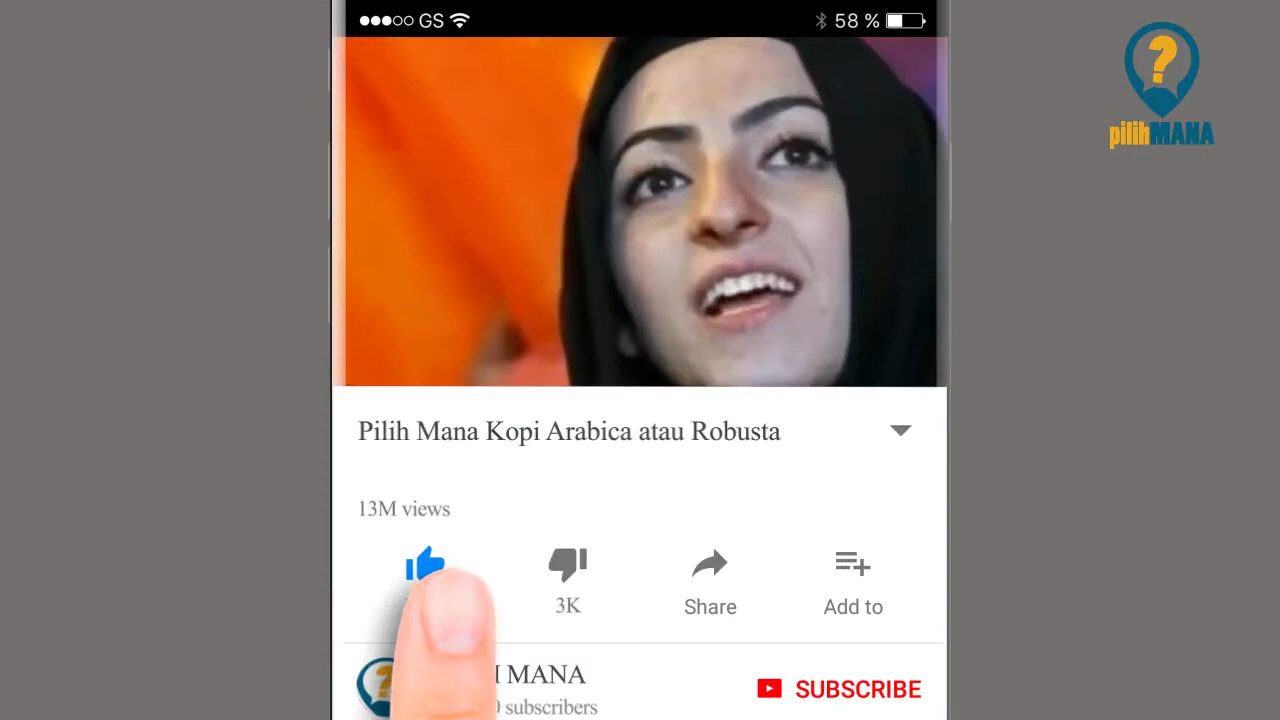 GS 58 %
?
pilihMANA
Pilih Mana Kopi Arabica atau Robusta
13M views
3K Share Add to
? MANA
SUBSCRIBE
subscribers